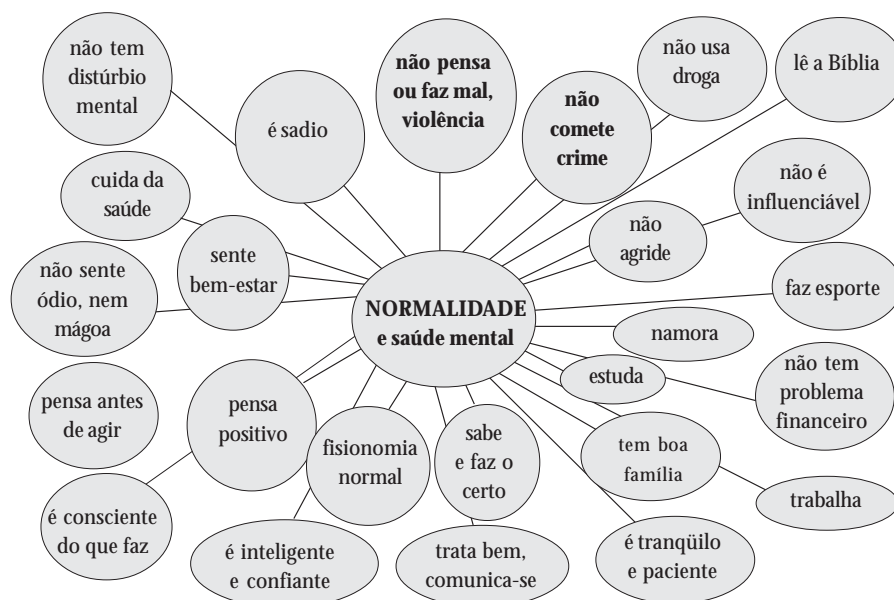 não tem
distúrbio
mental
é sadio
não pensa
ou faz mal,
violência
não
comete
crime
não usa
droga
lê a Bíblia
cuida da
saúde
sente
bem-estar
não
agride
não é
influenciável
não sente
ódio, nem
mágoa
NORMALIDADE
e saúde mental
faz esporte
namora
estuda
não tem
problema
financeiro
pensa antes
de agir
pensa
positivo
fisionomia
normal
sabe
e faz o
certo
tem boa
família
trabalha
é consciente
do que faz
é inteligente
e confiante
trata bem,
comunica-se
é tranqüilo
e paciente